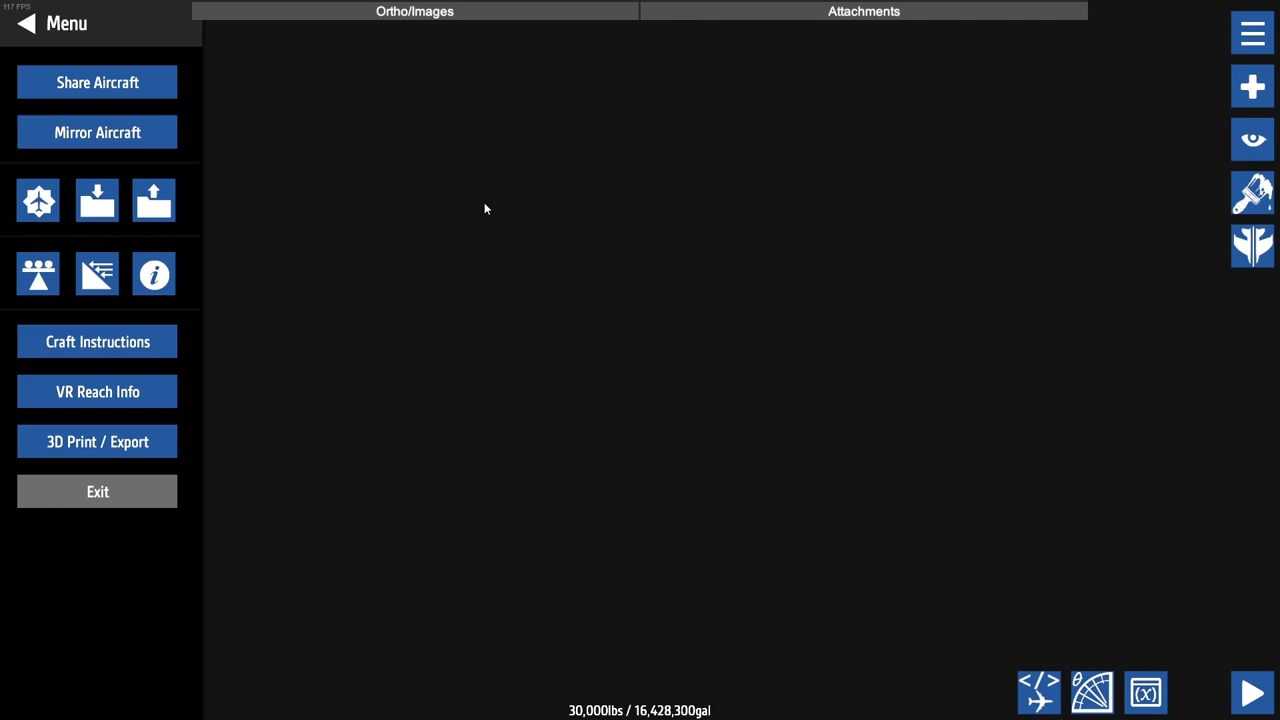 117 FPS
Ortho/Images
Attachments
Menu
Share Aircraft
Mirror Aircraft
i
Craft Instructions
VR Reach Info
3D Print / Export
Exit
</>
θ
(x)
30,000lbs / 16,428,300gal